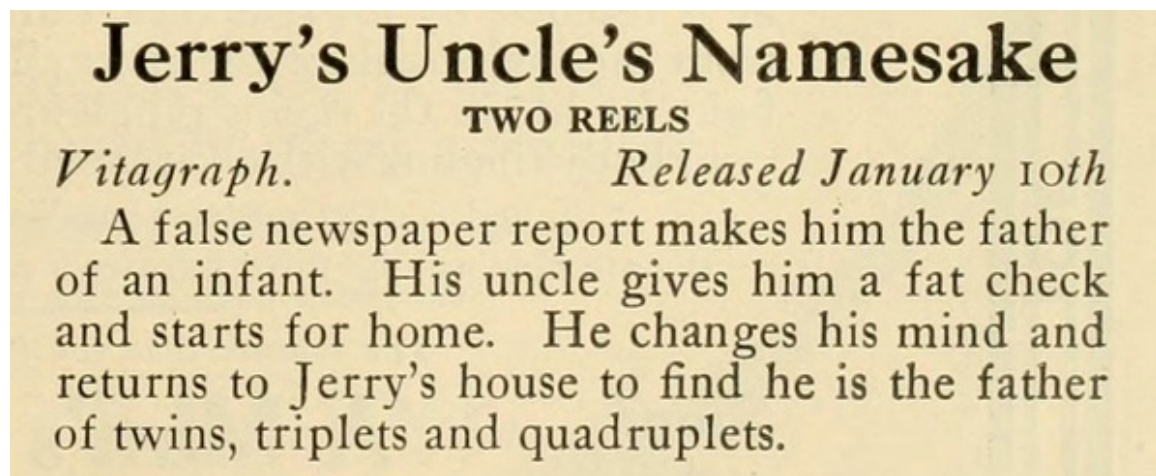 Jerry's Uncle's Namesake
TWO REELS
Vitagraph. Released January 10th
A false newspaper report makes him the father
of an infant. His uncle gives him a fat check
and starts for home. He changes his mind and
returns to Jerry's house to find he is the father
of twins, triplets and quadruplets.